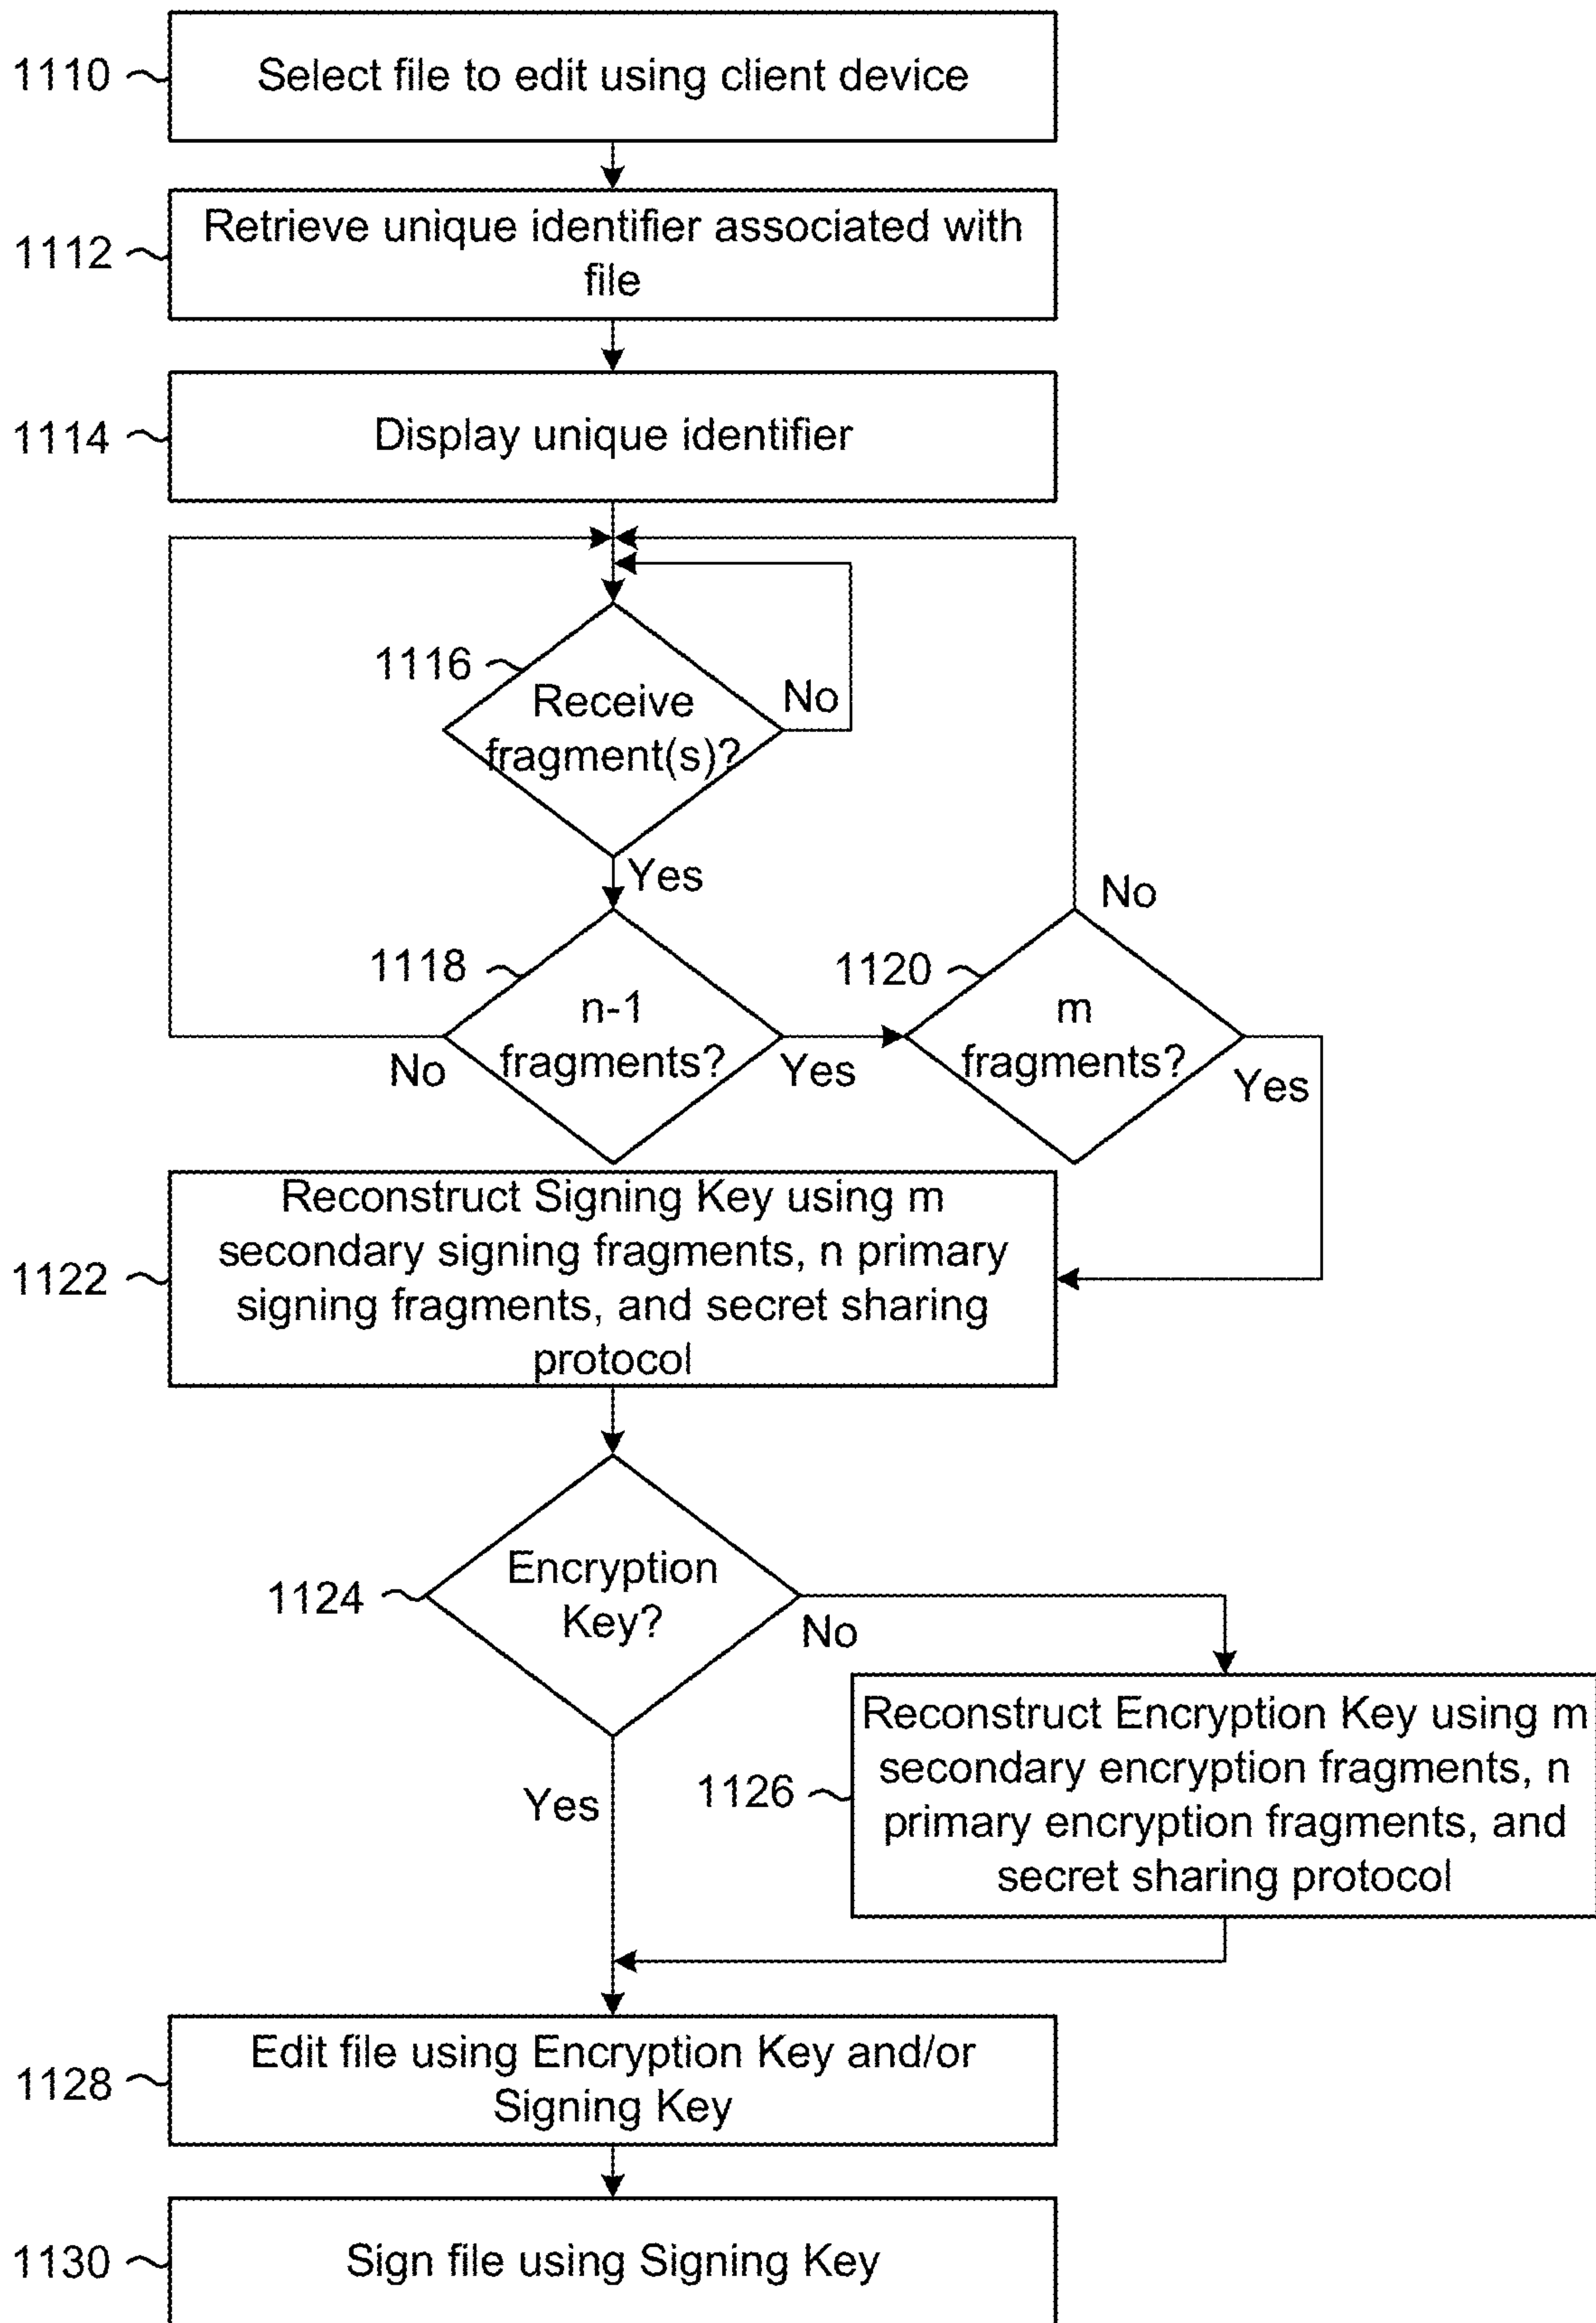 1110
Select file to edit using client device
1112
Retrieve unique identifier associated with
file
1114
Display unique identifier
1116
Receive
fragment(s)?
No
Yes
1118
n-1
fragments?
No
Yes
1120
m
fragments?
No
Yes
1122
Reconstruct Signing Key using m
secondary signing fragments, n primary
signing fragments, and secret sharing
protocol
1124
Encryption
Key?
No
Yes
1126
Reconstruct Encryption Key using m
secondary encryption fragments, n
primary encryption fragments, and
secret sharing protocol
1128
Edit file using Encryption Key and/or
Signing Key
1130
Sign file using Signing Key